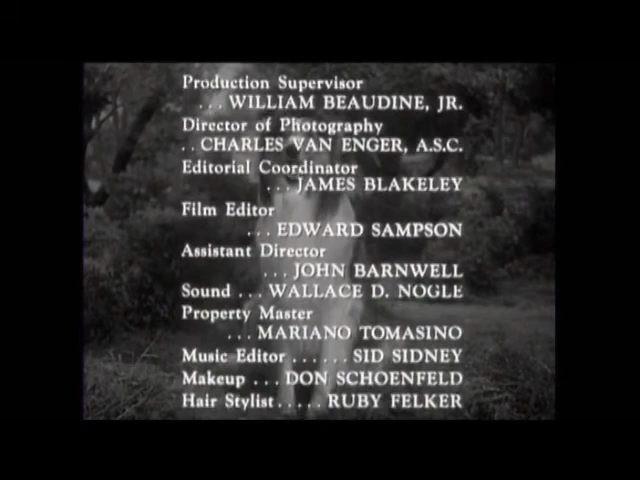 Production Supervisor
... WILLIAM BEAUDINE, JR.
Director of Photography
.. CHARLES VAN ENGER, A.S.C.
Editorial Coordinator
... JAMES BLAKELEY
Film Editor
... EDWARD SAMPSON
Assistant Director
... JOHN BARNWELL
Sound ... WALLACE D. NOGLE
Property Master
... MARIANO TOMASINO
Music Editor ...... SID SIDNEY
Makeup ... DON SCHOENFELD
Hair Stylist..... RUBY FELKER